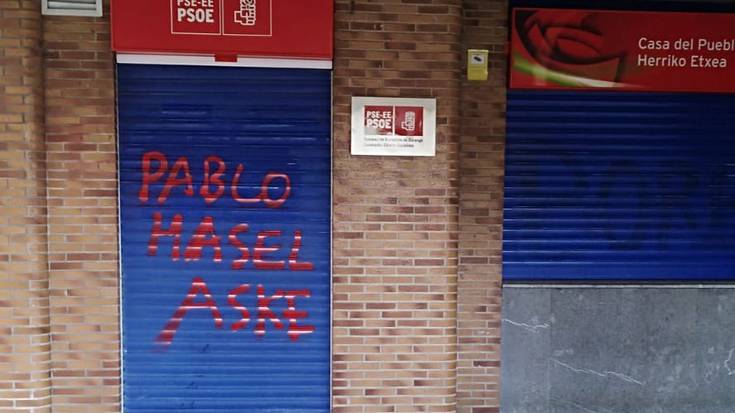 PSE-EE
PSOE
Casa del Puebl
Herriko Etxea
PSE-EE
PSOE
PABLO
HASEL
ASKE